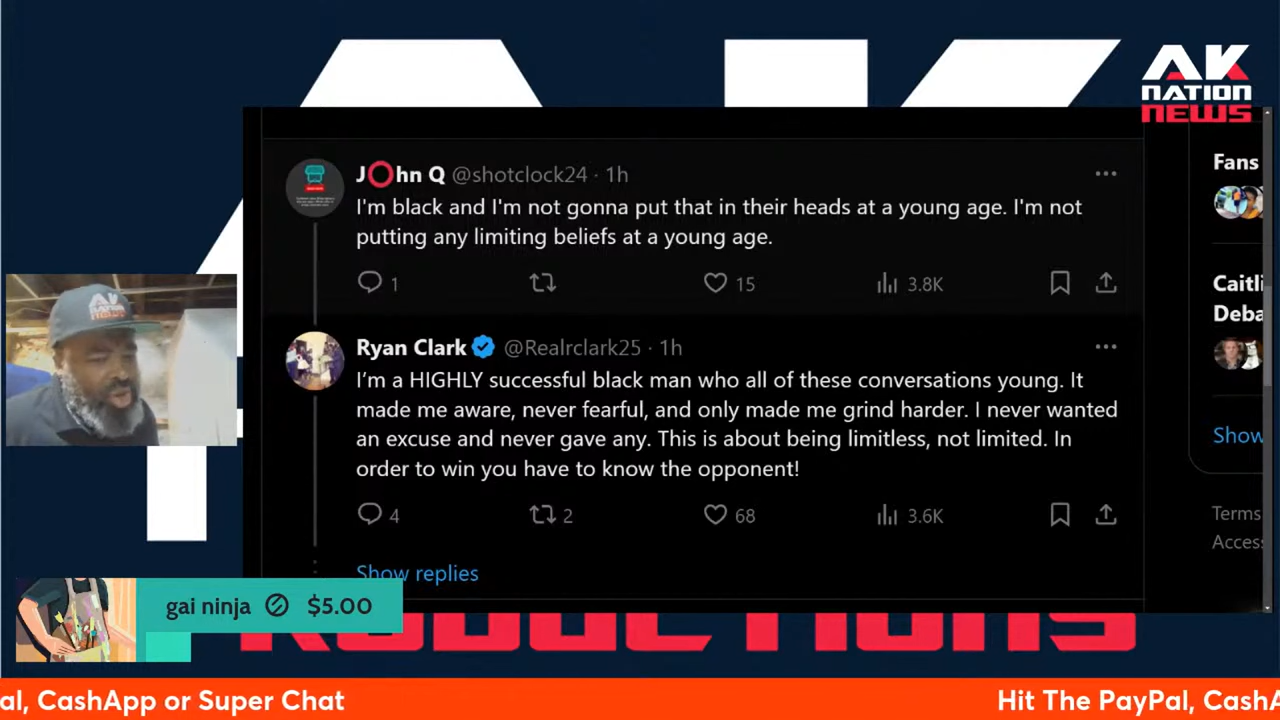 AK
NATION
NEWS
JOhn Q @shotclock24 · 1h
I'm black and I'm not gonna put that in their heads at a young age. I'm not
putting any limiting beliefs at a young age.
1 15 3.8K
Ryan Clark @Realrclark25 · 1h
I'm a HIGHLY successful black man who all of these conversations young. It
made me aware, never fearful, and only made me grind harder. I never wanted
an excuse and never gave any. This is about being limitless, not limited. In
order to win you have to know the opponent!
4 2 68 3.6K
Show replies
Fans
Caitli
Deba
Show
Terms
Access
gai ninja $5.00
al, CashApp or Super Chat
Hit The PayPal, CashA